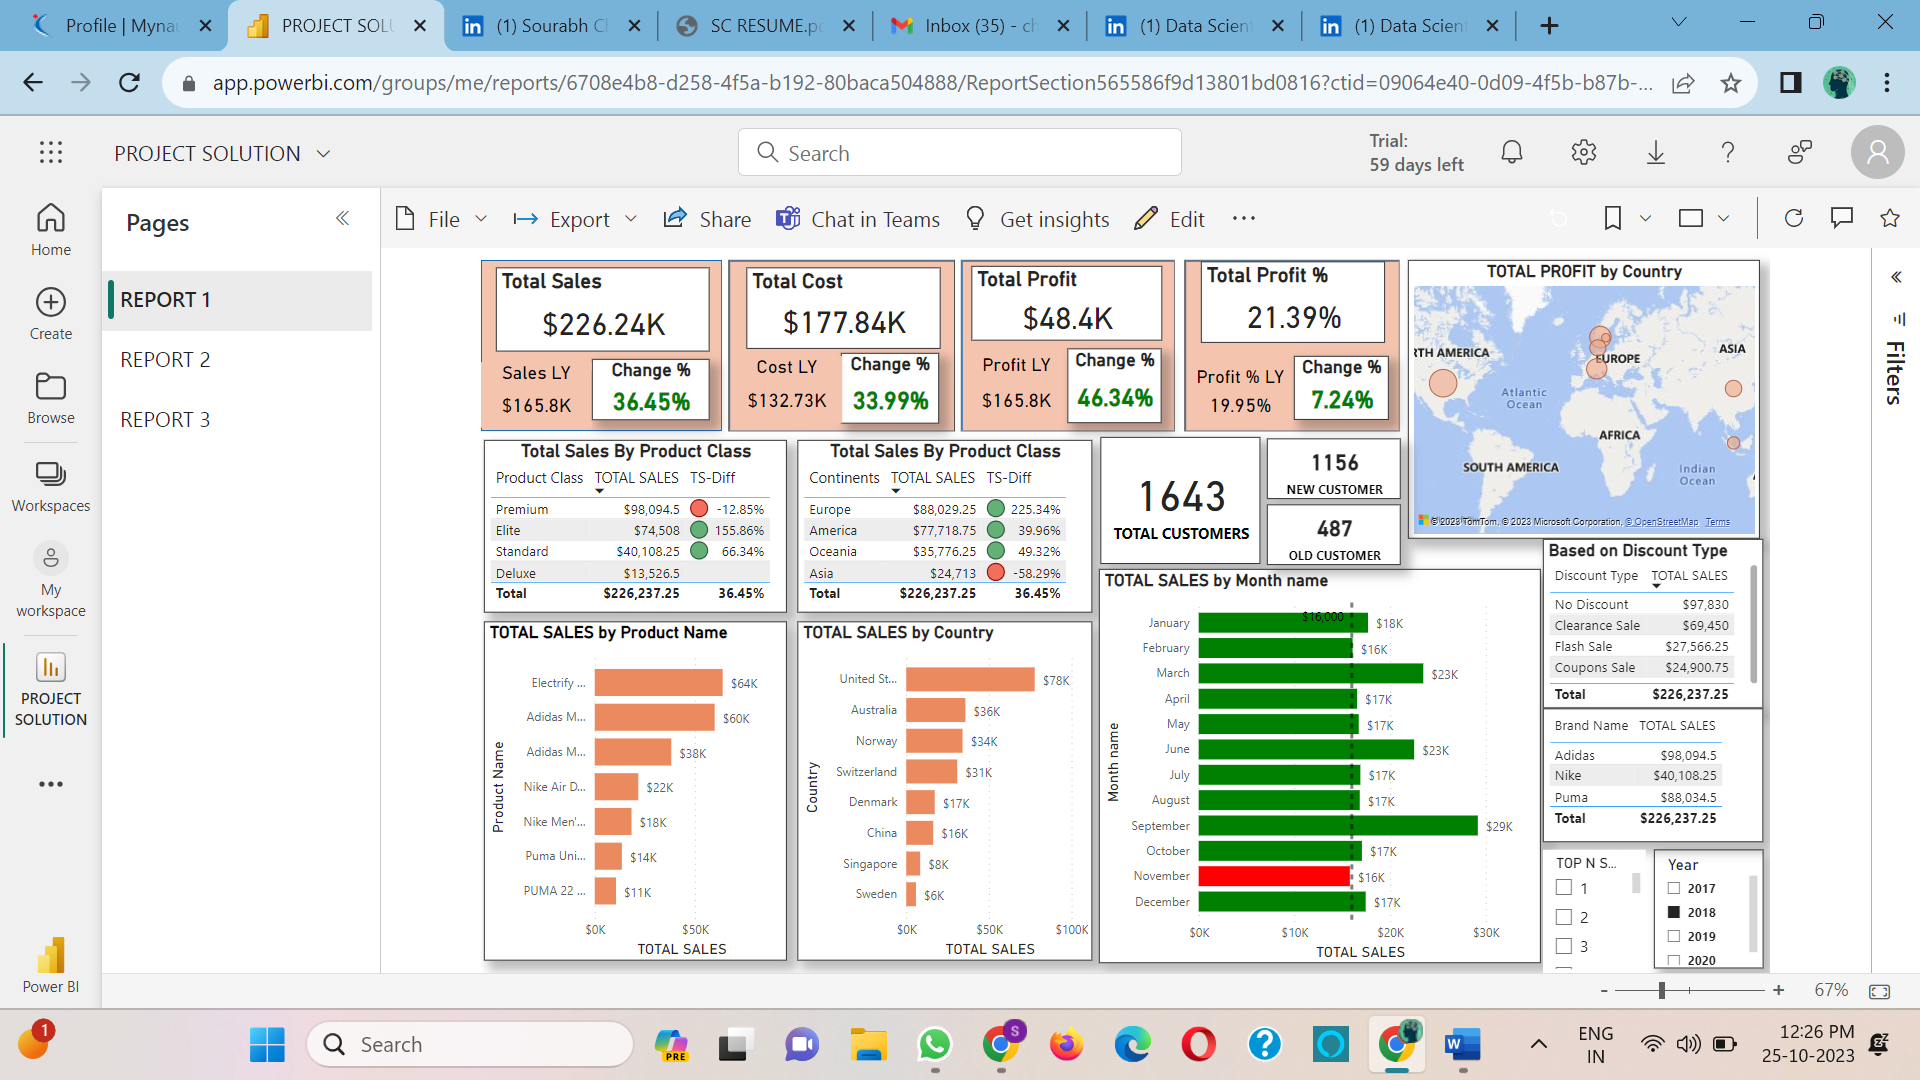 Profile | Mynau
PROJECT SOLU
(1) Sourabh Ch
SC RESUME.pd
Inbox (35) - ch
(1) Data Scient
(1) Data Scient
app.powerbi.com/groups/me/reports/6708e4b8-d258-4f5a-b192-80baca504888/ReportSection565586f9d13801bd0816?ctid=09064e40-0d09-4f5b-b87b-...
PROJECT SOLUTION
Search
Trial:
59 days left
Home
Create
Browse
Workspaces
My
workspace
PROJECT
SOLUTION
Power BI
Pages
REPORT 1
REPORT 2
REPORT 3
File
Export
Share
Chat in Teams
Get insights
Edit
Total Sales
$226.24K
Sales LY
$165.8K
Change %
36.45%
Total Cost
$177.84K
Cost LY
$132.73K
Change %
33.99%
Total Profit
$48.4K
Profit LY
$165.8K
Change %
46.34%
Total Profit %
21.39%
Profit % LY
19.95%
Change %
7.24%
TOTAL PROFIT by Country
RTH AMERICA
EUROPE
ASIA
Atlantic
Ocean
AFRICA
SOUTH AMERICA
Indian
Ocean
© 2023 TomTom, © 2023 Microsoft Corporation, © OpenStreetMap Terms
Filters
Total Sales By Product Class
Product Class TOTAL SALES TS-Diff
Premium $98,094.5 -12.85%
Elite $74,508 155.86%
Standard $40,108.25 66.34%
Deluxe $13,526.5
Total $226,237.25 36.45%
Total Sales By Product Class
Continents TOTAL SALES TS-Diff
Europe $88,029.25 225.34%
America $77,718.75 39.96%
Oceania $35,776.25 49.32%
Asia $24,713 -58.29%
Total $226,237.25 36.45%
1643
TOTAL CUSTOMERS
1156
NEW CUSTOMER
487
OLD CUSTOMER
Based on Discount Type
Discount Type TOTAL SALES
No Discount $97,830
Clearance Sale $69,450
Flash Sale $27,566.25
Coupons Sale $24,900.75
Total $226,237.25
TOTAL SALES by Product Name
Product Name
Electrify ... $64K
Adidas M... $60K
Adidas M... $38K
Nike Air D... $22K
Nike Men'... $18K
Puma Uni... $14K
PUMA 22 ... $11K
$0K $50K
TOTAL SALES
TOTAL SALES by Country
Country
United St... $78K
Australia $36K
Norway $34K
Switzerland $31K
Denmark $17K
China $16K
Singapore $8K
Sweden $6K
$0K $50K $100K
TOTAL SALES
TOTAL SALES by Month name
Month name
$16,000
January $18K
February $16K
March $23K
April $17K
May $17K
June $23K
July $17K
August $17K
September $29K
October $17K
November $16K
December $17K
$0K $10K $20K $30K
TOTAL SALES
Brand Name TOTAL SALES
Adidas $98,094.5
Nike $40,108.25
Puma $88,034.5
Total $226,237.25
TOP N S...
1
2
3
Year
2017
2018
2019
2020
- + 67%
1
Search
PRE
S
W
ENG
IN
12:26 PM
25-10-2023